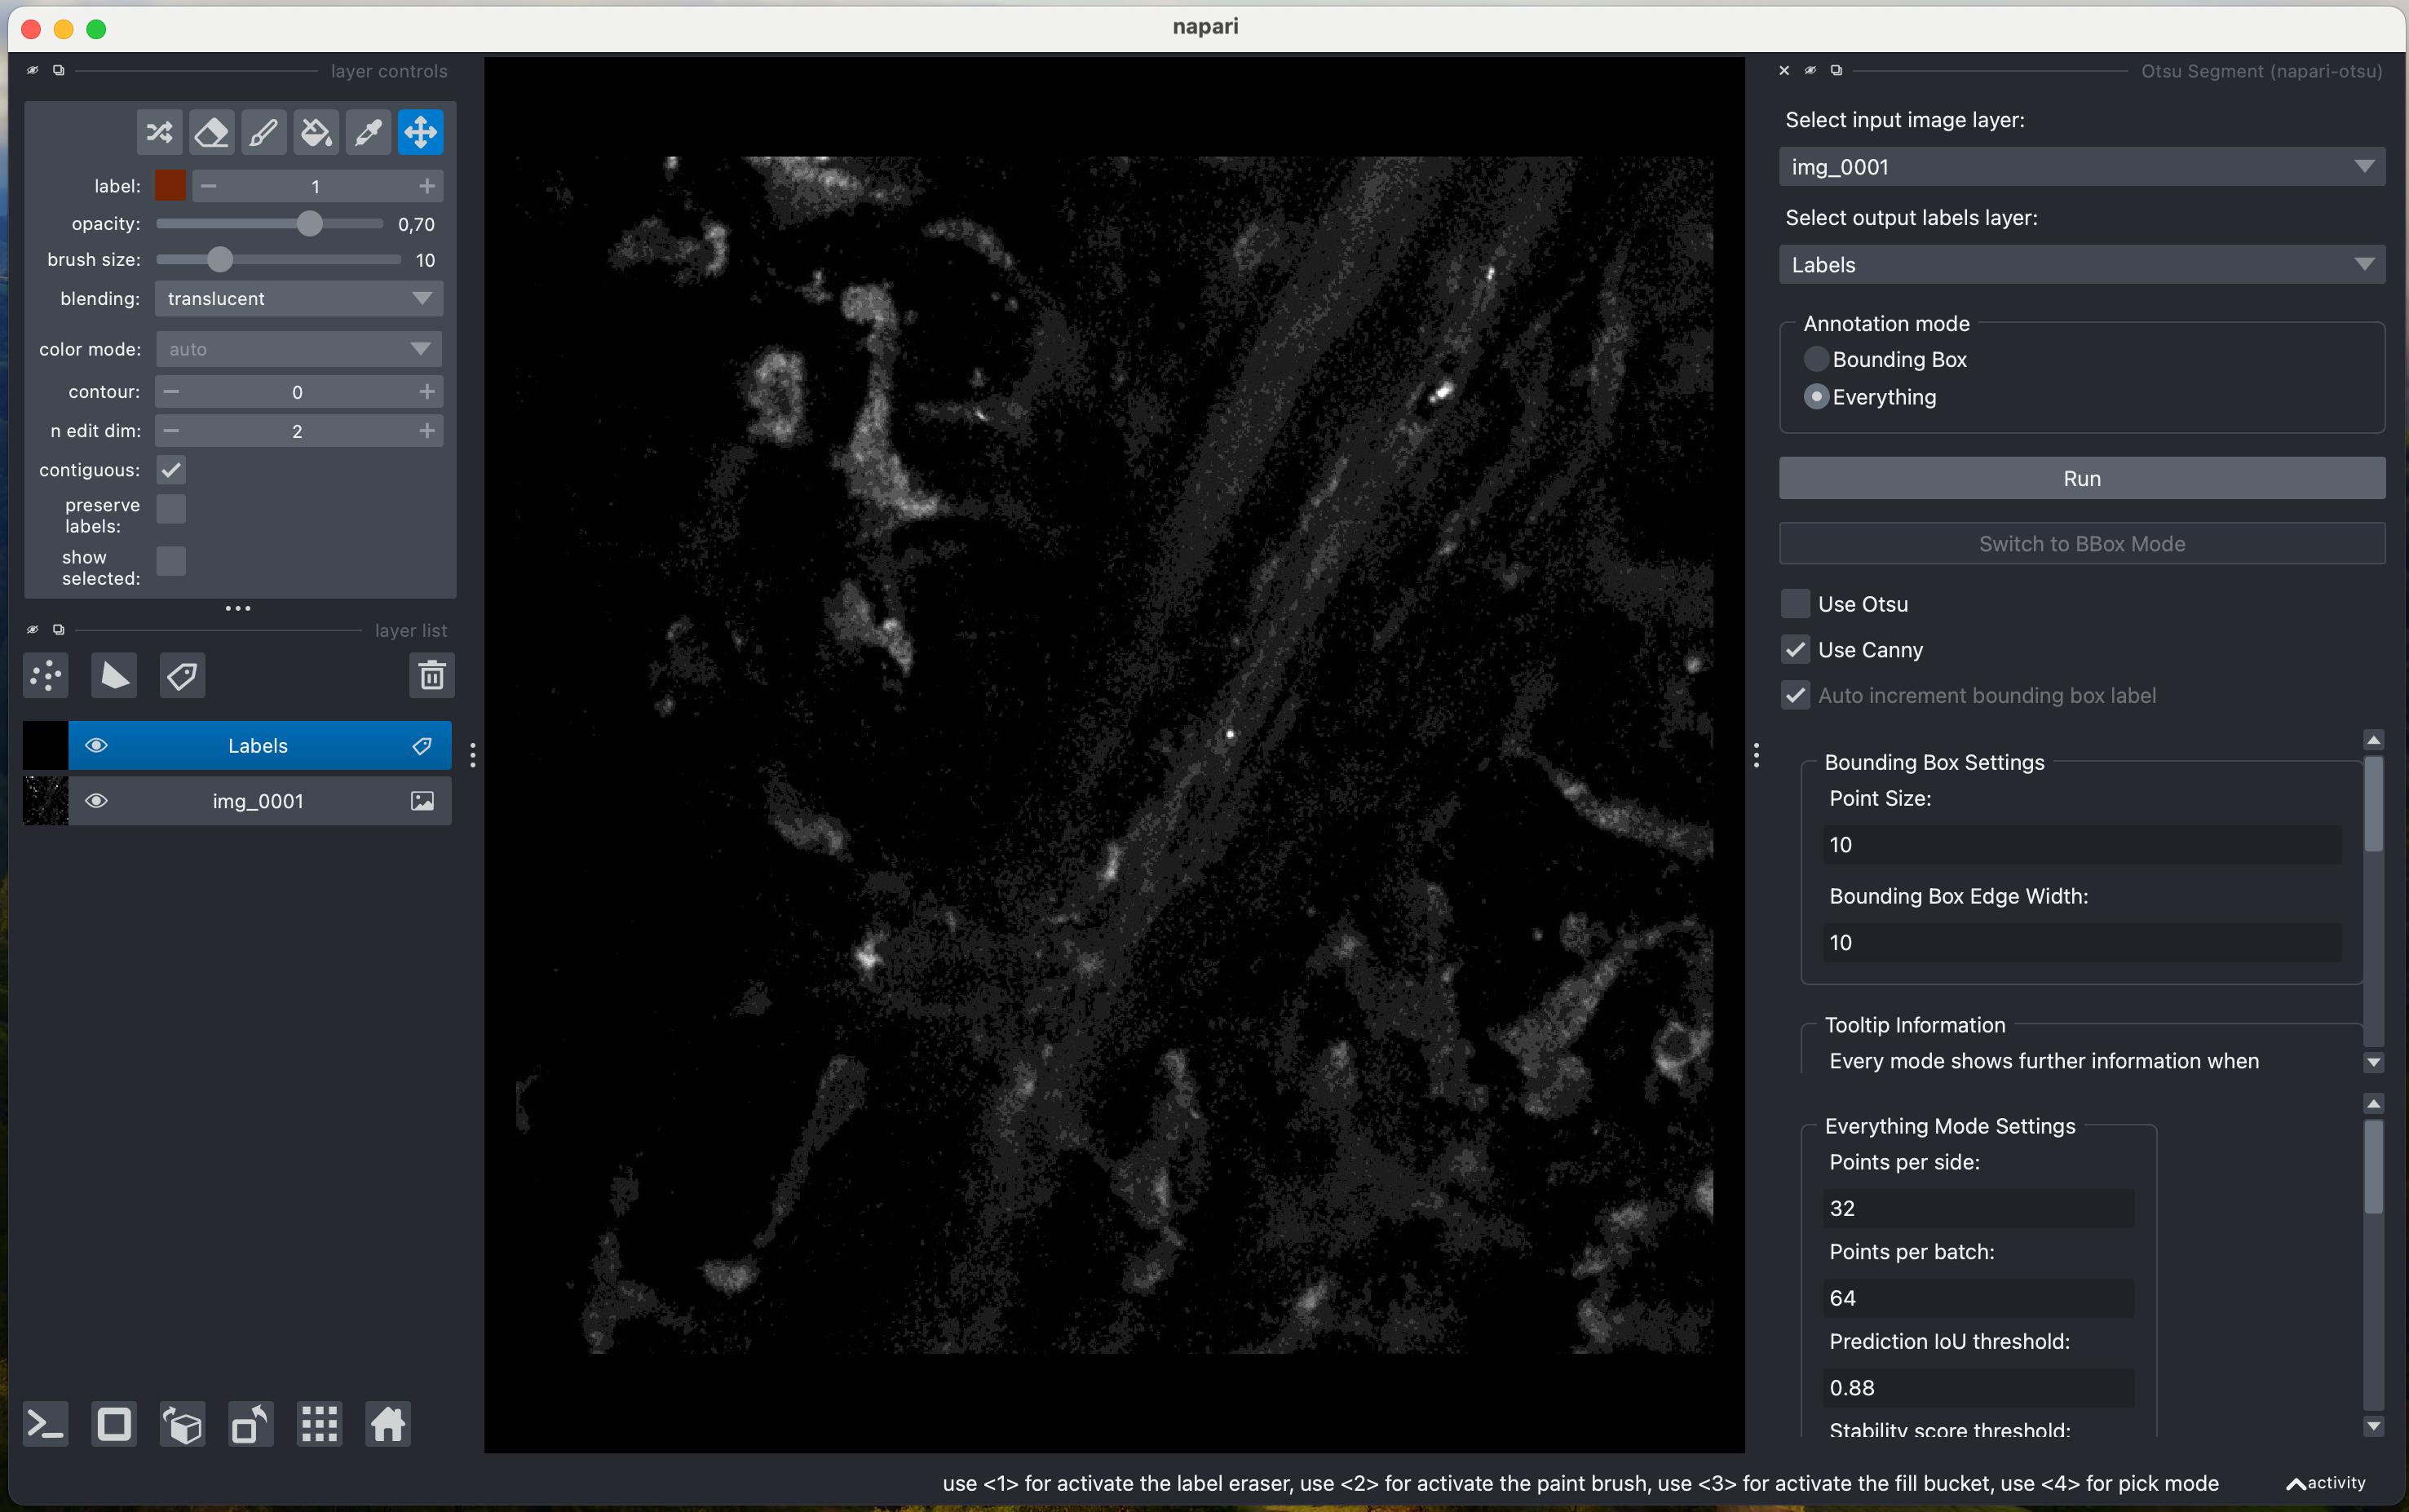 napari
layer controls
label:
1
opacity:
0,70
brush size:
10
blending:
translucent
color mode:
auto
contour:
0
n edit dim:
2
contiguous:
preserve
labels:
show
selected:
layer list
Labels
img_0001
Otsu Segment (napari-otsu)
Select input image layer:
img_0001
Select output labels layer:
Labels
Annotation mode
Bounding Box
Everything
Run
Switch to BBox Mode
Use Otsu
Use Canny
Auto increment bounding box label
Bounding Box Settings
Point Size:
10
Bounding Box Edge Width:
10
Tooltip Information
Every mode shows further information when
Everything Mode Settings
Points per side:
32
Points per batch:
64
Prediction IoU threshold:
0.88
Stability score threshold:
use <1> for activate the label eraser, use <2> for activate the paint brush, use <3> for activate the fill bucket, use <4> for pick mode
activity